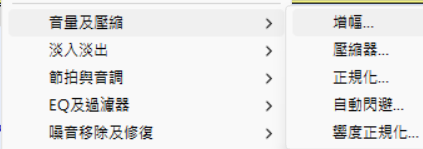 音量及壓縮
淡入淡出
節拍與音調
EQ及過濾器
噪音移除及修復
增幅...
壓縮器...
正規化...
自動閃避...
響度正規化...